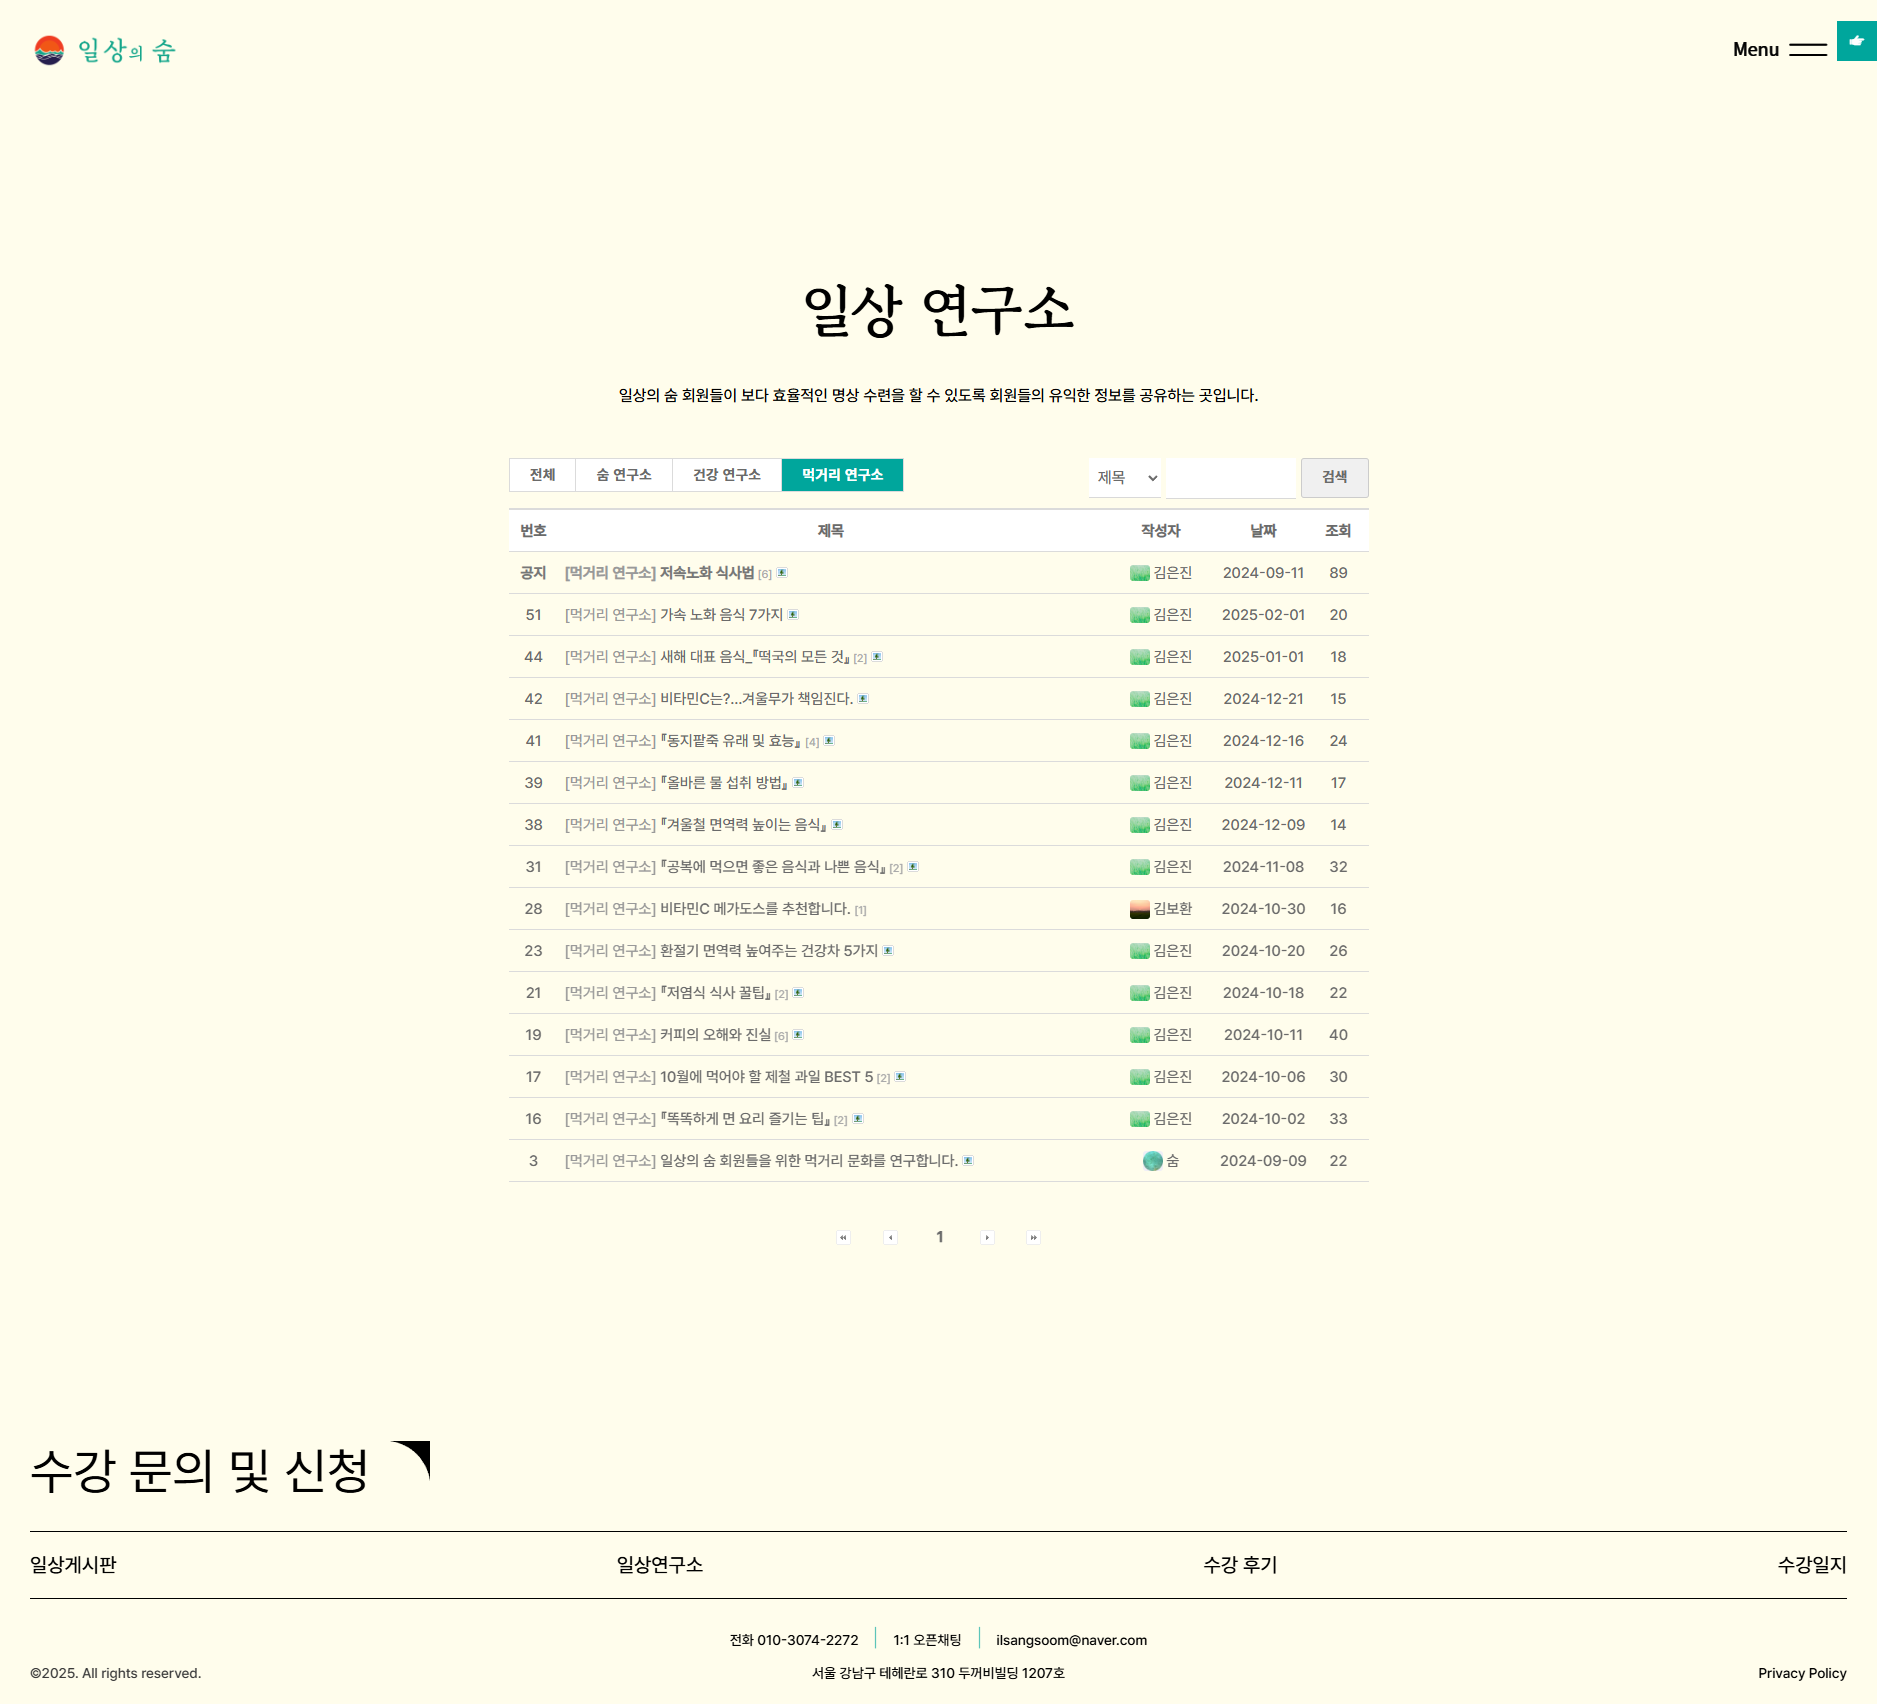 일상의 숨
Menu
일상 연구소
일상의 숨 회원들이 보다 효율적인 명상 수련을 할 수 있도록 회원들의 유익한 정보를 공유하는 곳입니다.
전체 숨 연구소 건강 연구소 먹거리 연구소 제목 검색
번호 제목 작성자 날짜 조회
공지 [먹거리 연구소] 저속노화 식사법 [6] 김은진 2024-09-11 89
51 [먹거리 연구소] 가속 노화 음식 7가지 김은진 2025-02-01 20
44 [먹거리 연구소] 새해 대표 음식_『떡국의 모든 것』 [2] 김은진 2025-01-01 18
42 [먹거리 연구소] 비타민C는?...겨울무가 책임진다. 김은진 2024-12-21 15
41 [먹거리 연구소] 『동지팥죽 유래 및 효능』 [4] 김은진 2024-12-16 24
39 [먹거리 연구소] 『올바른 물 섭취 방법』 김은진 2024-12-11 17
38 [먹거리 연구소] 『겨울철 면역력 높이는 음식』 김은진 2024-12-09 14
31 [먹거리 연구소] 『공복에 먹으면 좋은 음식과 나쁜 음식』 [2] 김은진 2024-11-08 32
28 [먹거리 연구소] 비타민C 메가도스를 추천합니다. [1] 김보환 2024-10-30 16
23 [먹거리 연구소] 환절기 면역력 높여주는 건강차 5가지 김은진 2024-10-20 26
21 [먹거리 연구소] 『저염식 식사 꿀팁』 [2] 김은진 2024-10-18 22
19 [먹거리 연구소] 커피의 오해와 진실 [6] 김은진 2024-10-11 40
17 [먹거리 연구소] 10월에 먹어야 할 제철 과일 BEST 5 [2] 김은진 2024-10-06 30
16 [먹거리 연구소] 『똑똑하게 면 요리 즐기는 팁』 [2] 김은진 2024-10-02 33
3 [먹거리 연구소] 일상의 숨 회원들을 위한 먹거리 문화를 연구합니다. 숨 2024-09-09 22
1
수강 문의 및 신청
일상게시판 일상연구소 수강 후기 수강일지
전화 010-3074-2272 1:1 오픈채팅 ilsangsoom@naver.com
©2025. All rights reserved. 서울 강남구 테헤란로 310 두꺼비빌딩 1207호 Privacy Policy